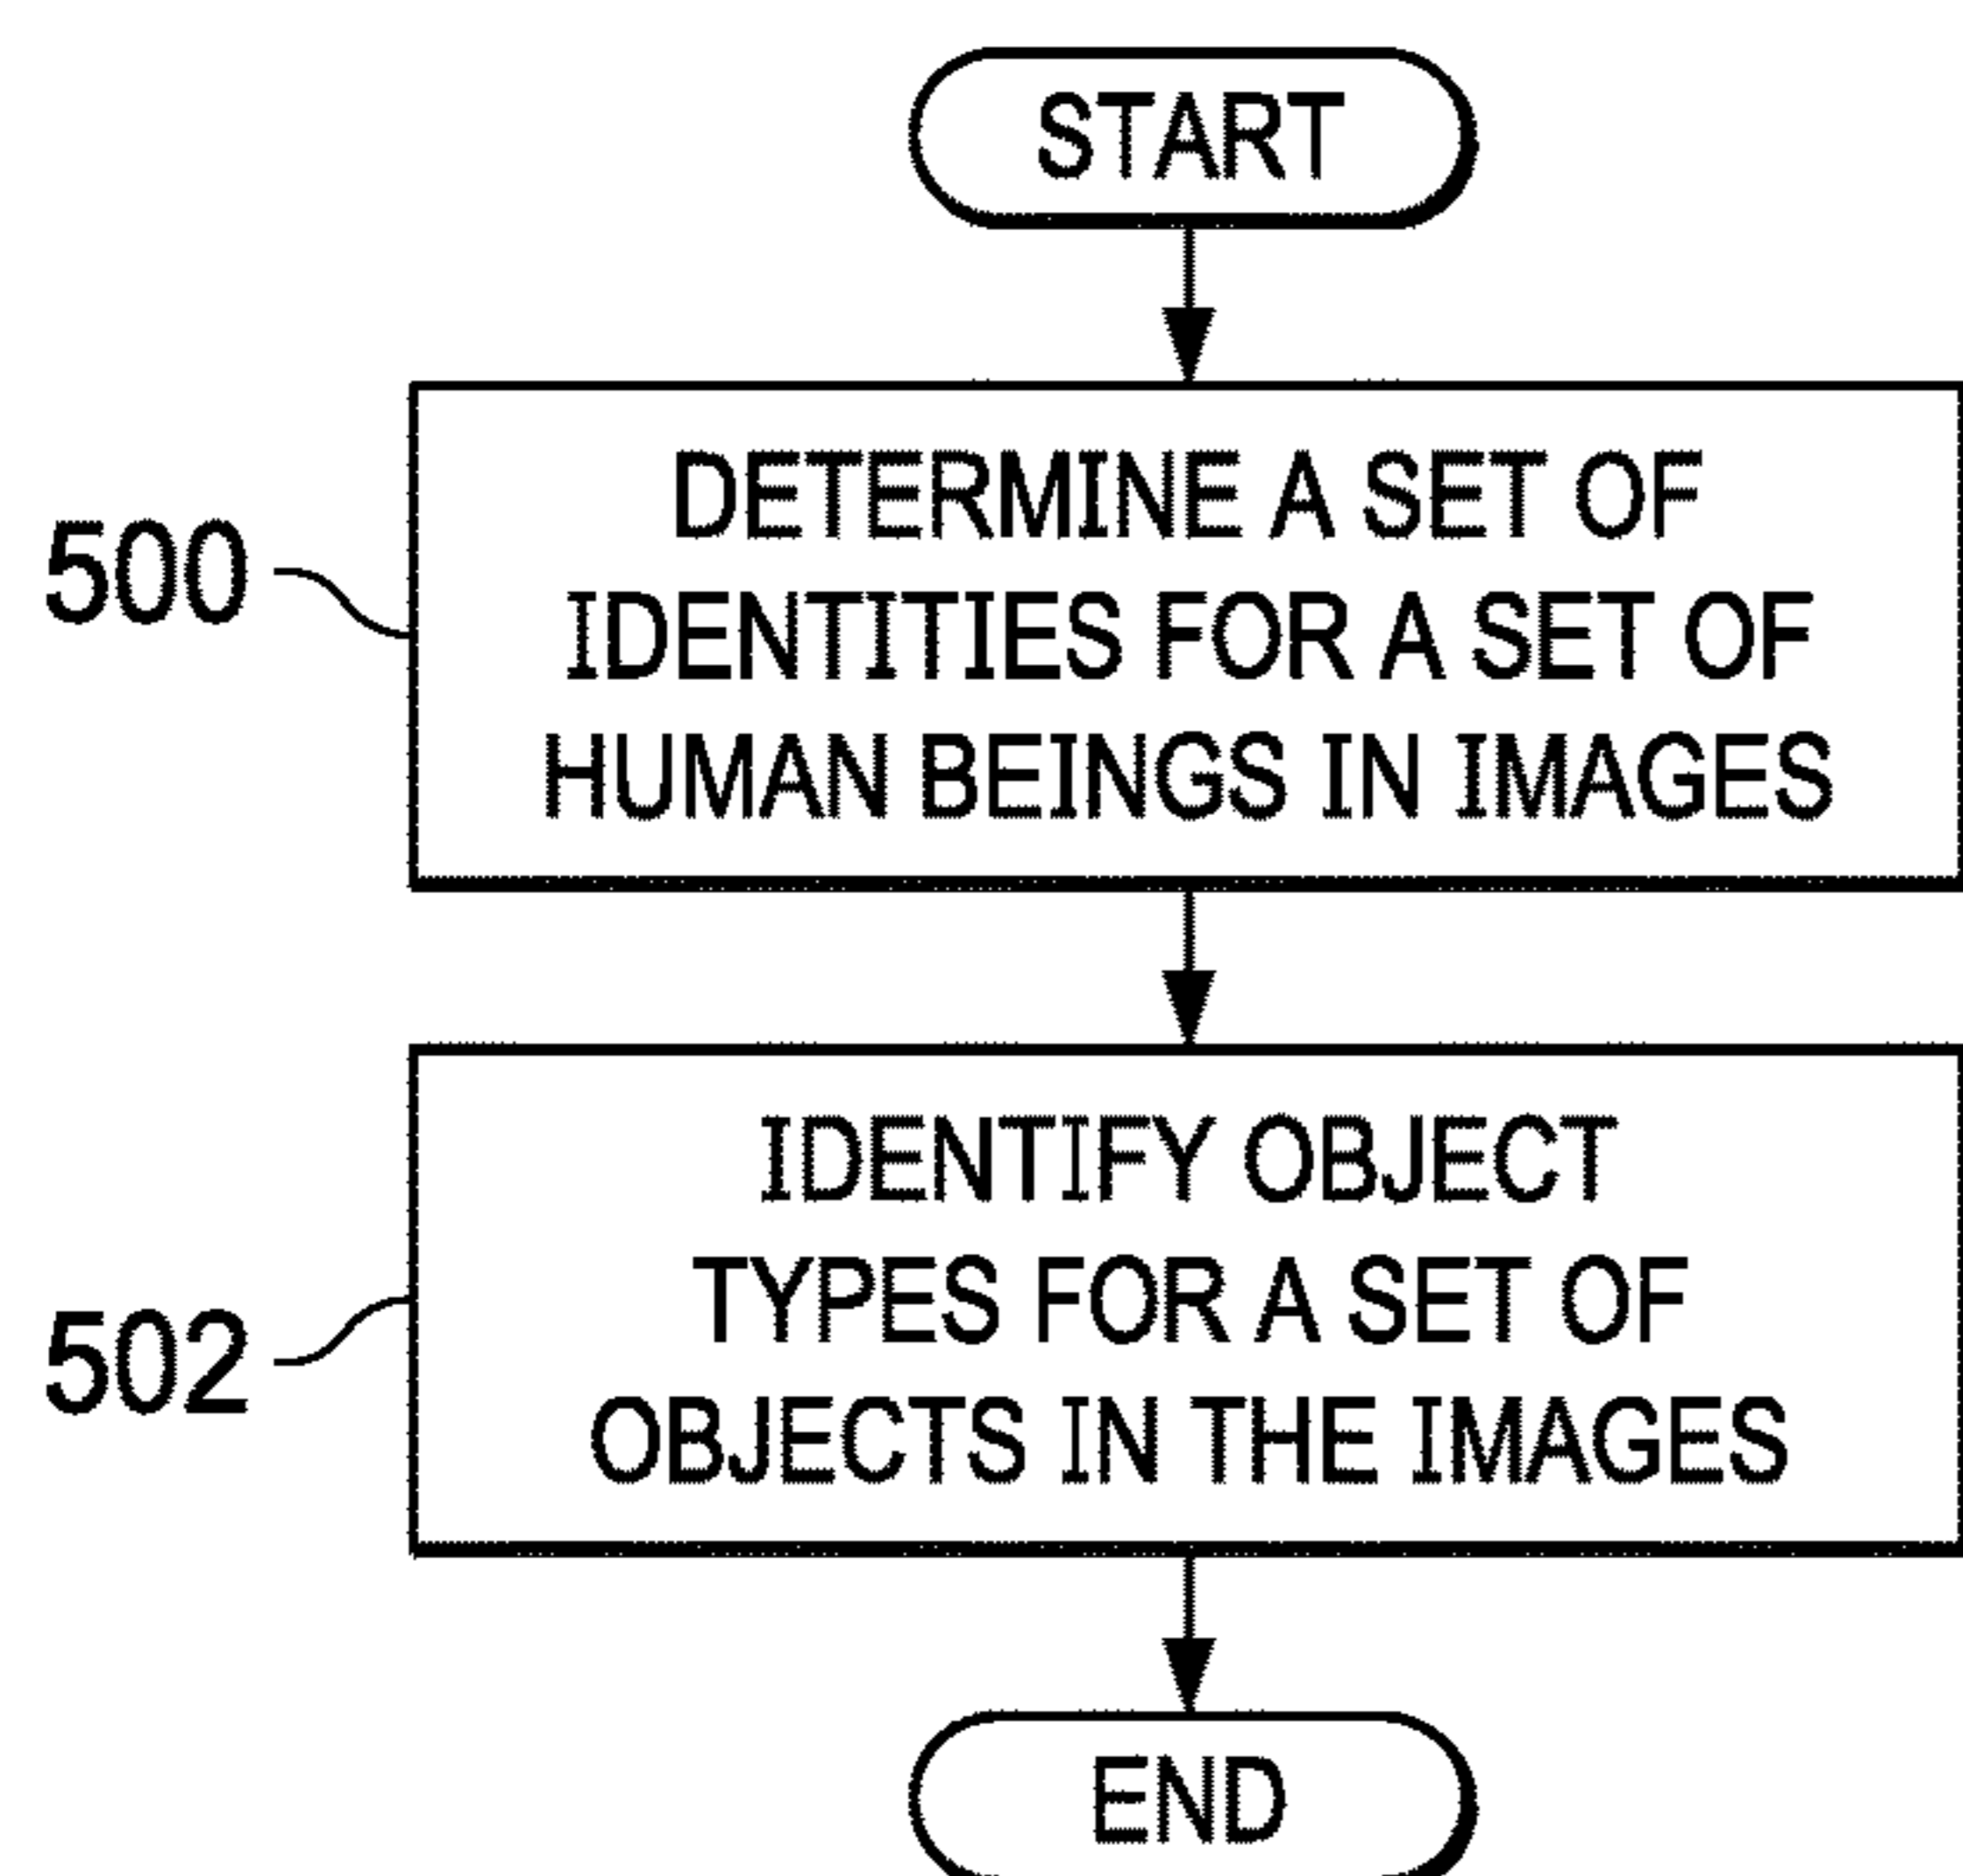 START
500
DETERMINE A SET OF
IDENTITIES FOR A SET OF
HUMAN BEINGS IN IMAGES
502
IDENTIFY OBJECT
TYPES FOR A SET OF
OBJECTS IN THE IMAGES
END